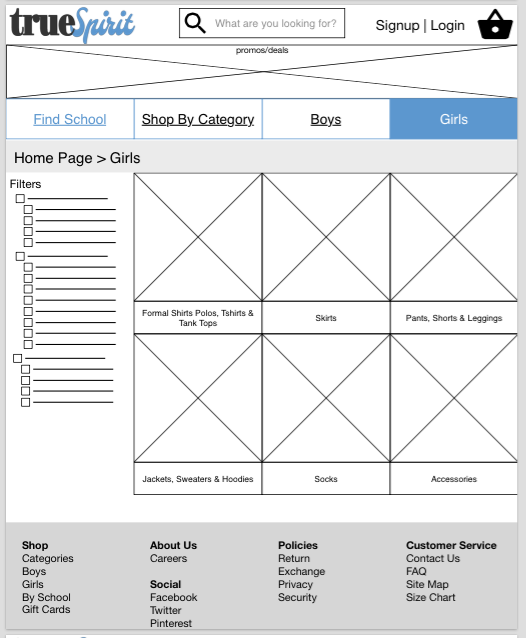 trueSpirit
What are you looking for?
Signup | Login
promos/deals
Find School
Shop By Category
Boys
Girls
Home Page > Girls
Filters
Formal Shirts Polos, Tshirts &
Tank Tops
Skirts
Pants, Shorts & Leggings
Jackets, Sweaters & Hoodies
Socks
Accessories
Shop
Categories
Boys
Girls
By School
Gift Cards
About Us
Careers
Social
Facebook
Twitter
Pinterest
Policies
Return
Exchange
Privacy
Security
Customer Service
Contact Us
FAQ
Site Map
Size Chart